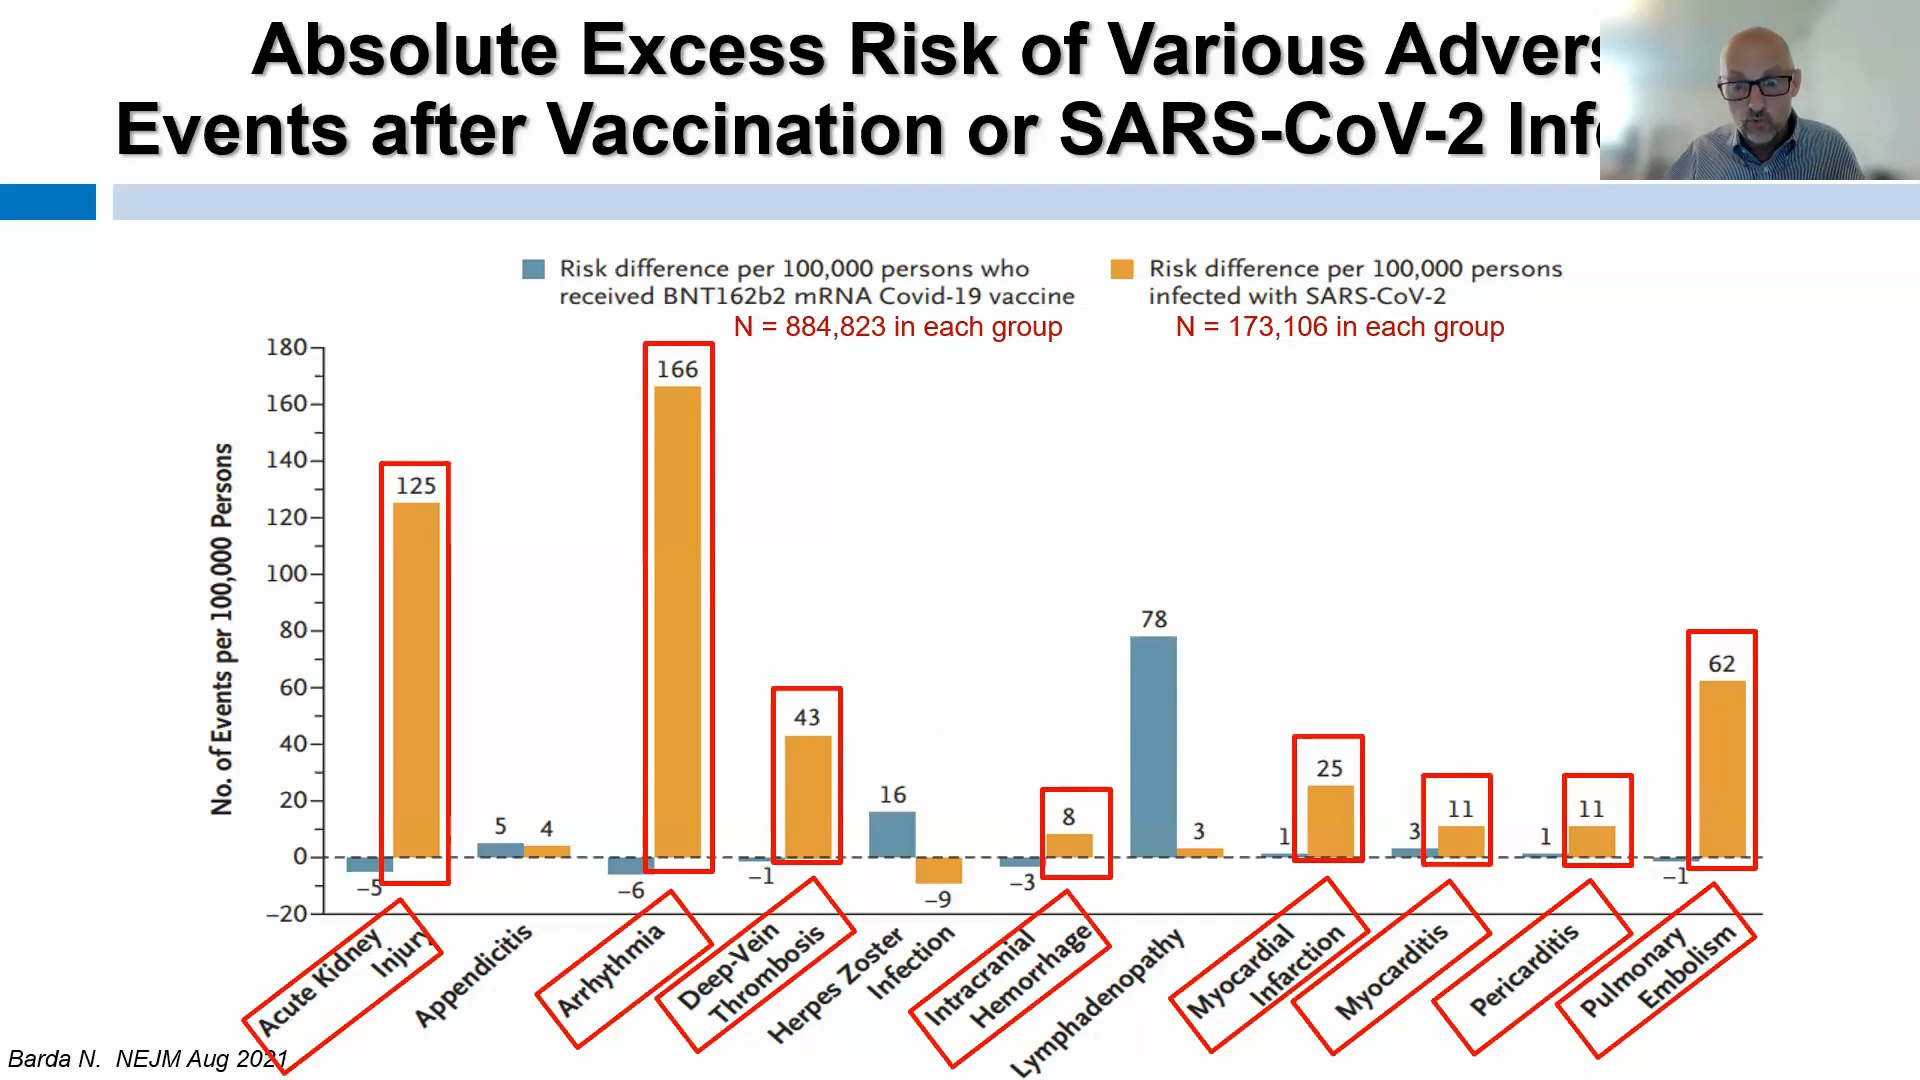 Absolute Excess Risk of Various Advers
Events after Vaccination or SARS-CoV-2 Inf
Risk difference per 100,000 persons who
received BNT162b2 mRNA Covid-19 vaccine
N = 884,823 in each group
Risk difference per 100,000 persons
infected with SARS-CoV-2
N = 173,106 in each group
No. of Events per 100,000 Persons
180
160
140
120
100
80
60
40
20
0
−20
−5
125
5
4
−6
166
−1
43
16
−9
−3
8
78
3
1
25
3
11
1
11
−1
62
Acute Kidney
Injury
Appendicitis
Arrhythmia
Deep-Vein
Thrombosis
Herpes Zoster
Infection
Intracranial
Hemorrhage
Lymphadenopathy
Myocardial
Infarction
Myocarditis
Pericarditis
Pulmonary
Embolism
Barda N. NEJM Aug 2021